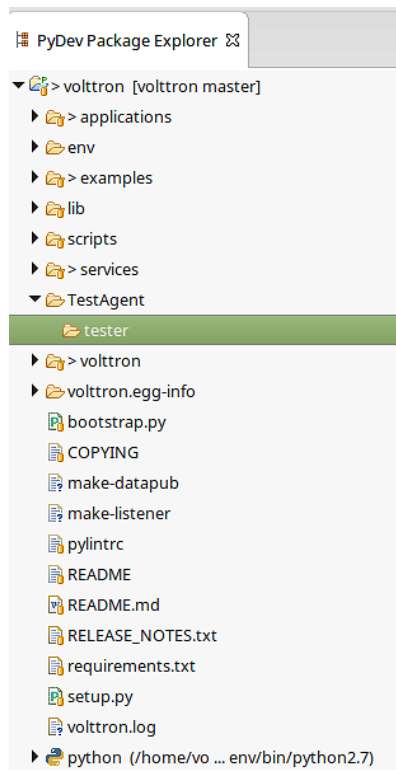 PyDev Package Explorer
> volttron [volttron master]
> applications
env
> examples
lib
scripts
> services
TestAgent
tester
> volttron
volttron.egg-info
bootstrap.py
COPYING
make-datapub
make-listener
pylintrc
README
README.md
RELEASE_NOTES.txt
requirements.txt
setup.py
volttron.log
python (/home/vo ... env/bin/python2.7)